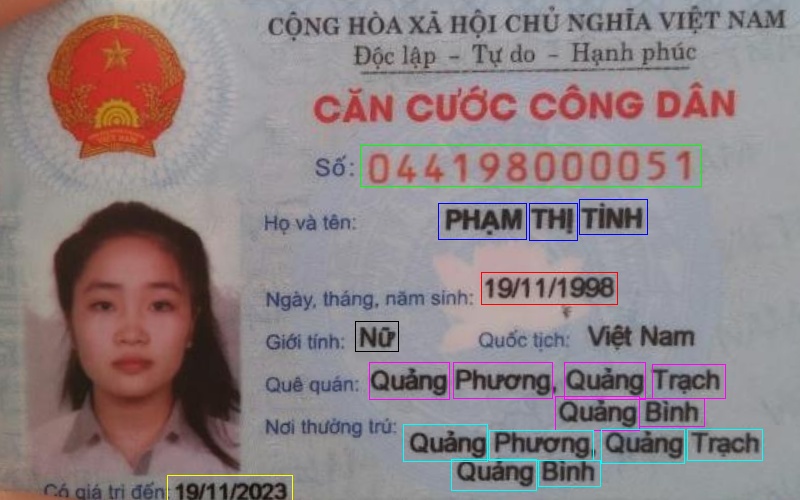 CỘNG HÒA XÃ HỘI CHỦ NGHĨA VIỆT NAM
Độc lập - Tự do - Hạnh phúc
CĂN CƯỚC CÔNG DÂN
Số: 044198000051
Họ và tên: PHẠM THỊ TÌNH
Ngày, tháng, năm sinh: 19/11/1998
Giới tính: Nữ Quốc tịch: Việt Nam
Quê quán: Quảng Phương, Quảng Trạch
Quảng Bình
Nơi thường trú: Quảng Phương, Quảng Trạch
Quảng Bình
Có giá trị đến: 19/11/2023